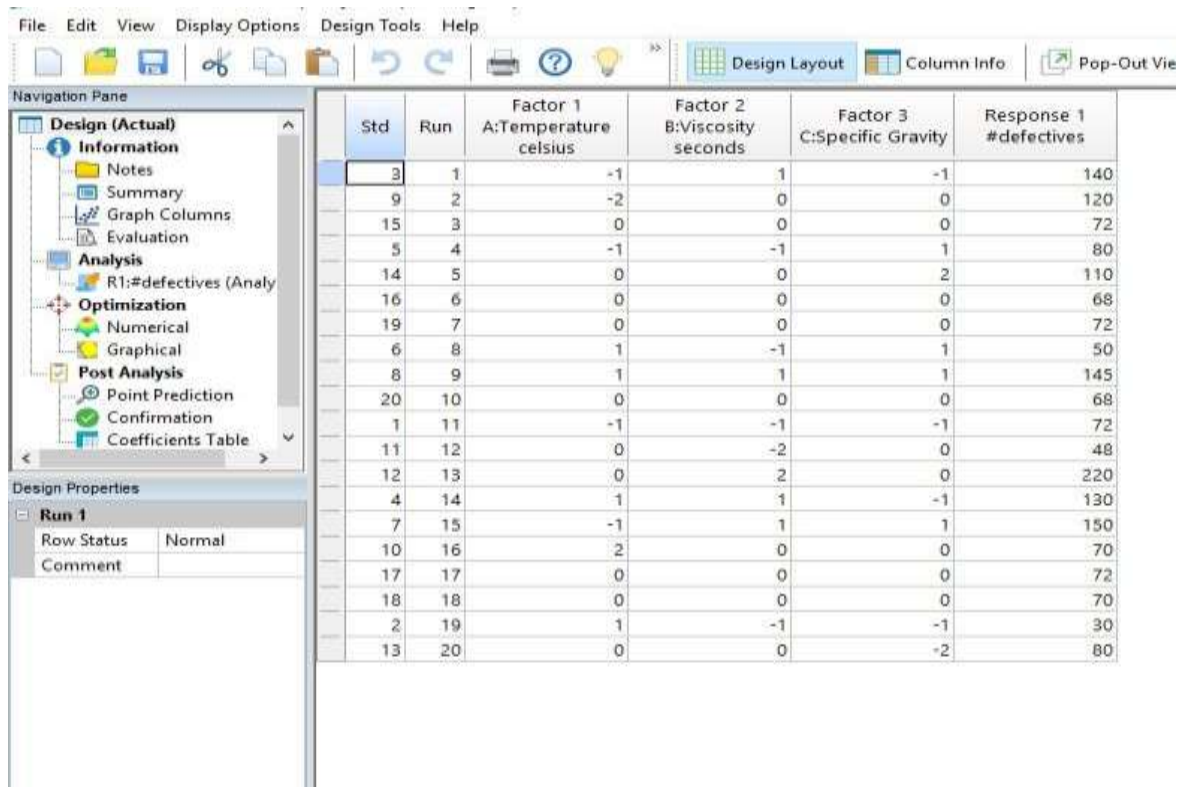 File Edit View Display Options Design Tools Help
» Design Layout Column Info Pop-Out Vie
Navigation Pane
Design (Actual)
Information
Notes
Summary
Graph Columns
Evaluation
Analysis
R1:#defectives (Analy
Optimization
Numerical
Graphical
Post Analysis
Point Prediction
Confirmation
Coefficients Table
Design Properties
Run 1
Row Status Normal
Comment
Std Run Factor 1 A:Temperature celsius Factor 2 B:Viscosity seconds Factor 3 C:Specific Gravity Response 1 #defectives
3 1 -1 1 -1 140
9 2 -2 0 0 120
15 3 0 0 0 72
5 4 -1 -1 1 80
14 5 0 0 2 110
16 6 0 0 0 68
19 7 0 0 0 72
6 8 1 -1 1 50
8 9 1 1 1 145
20 10 0 0 0 68
1 11 -1 -1 -1 72
11 12 0 -2 0 48
12 13 0 2 0 220
4 14 1 1 -1 130
7 15 -1 1 1 150
10 16 2 0 0 70
17 17 0 0 0 72
18 18 0 0 0 70
2 19 1 -1 -1 30
13 20 0 0 -2 80